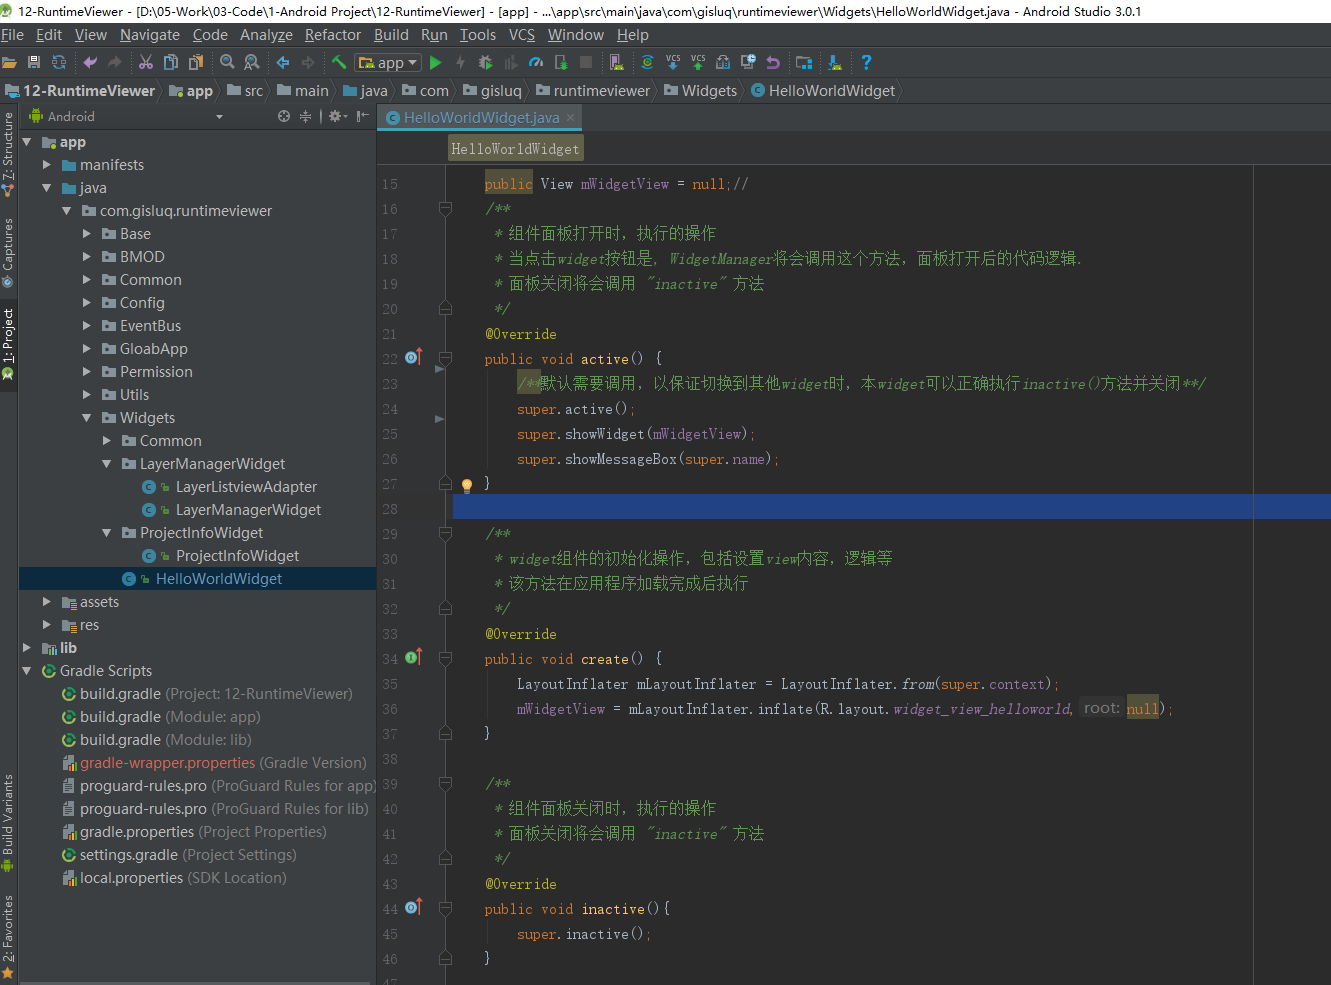 12-RuntimeViewer - [D:\05-Work\03-Code\1-Android Project\12-RuntimeViewer] - [app] - ...\app\src\main\java\com\gisluq\runtimeviewer\Widgets\HelloWorldWidget.java - Android Studio 3.0.1
File Edit View Navigate Code Analyze Refactor Build Run Tools VCS Window Help
app VCS VCS ?
12-RuntimeViewer app src main java com gisluq runtimeviewer Widgets HelloWorldWidget
Android
HelloWorldWidget.java
HelloWorldWidget
7: Structure
Captures
1: Project
Build Variants
2: Favorites
app
manifests
java
com.gisluq.runtimeviewer
Base
BMOD
Common
Config
EventBus
GloabApp
Permission
Utils
Widgets
Common
LayerManagerWidget
LayerListviewAdapter
LayerManagerWidget
ProjectInfoWidget
ProjectInfoWidget
HelloWorldWidget
assets
res
lib
Gradle Scripts
build.gradle (Project: 12-RuntimeViewer)
build.gradle (Module: app)
build.gradle (Module: lib)
gradle-wrapper.properties (Gradle Version)
proguard-rules.pro (ProGuard Rules for app)
proguard-rules.pro (ProGuard Rules for lib)
gradle.properties (Project Properties)
settings.gradle (Project Settings)
local.properties (SDK Location)
15 public View mWidgetView = null;//
16 /**
17 * 组件面板打开时，执行的操作
18 * 当点击widget按钮是, WidgetManager将会调用这个方法，面板打开后的代码逻辑.
19 * 面板关闭将会调用 "inactive" 方法
20 */
21 @Override
22 public void active() {
23 /**默认需要调用，以保证切换到其他widget时，本widget可以正确执行inactive()方法并关闭**/
24 super.active();
25 super.showWidget(mWidgetView);
26 super.showMessageBox(super.name);
27 }
28
29 /**
30 * widget组件的初始化操作，包括设置view内容，逻辑等
31 * 该方法在应用程序加载完成后执行
32 */
33 @Override
34 public void create() {
35 LayoutInflater mLayoutInflater = LayoutInflater.from(super.context);
36 mWidgetView = mLayoutInflater.inflate(R.layout.widget_view_helloworld, root: null);
37 }
38
39 /**
40 * 组件面板关闭时，执行的操作
41 * 面板关闭将会调用 "inactive" 方法
42 */
43 @Override
44 public void inactive(){
45 super.inactive();
46 }
47